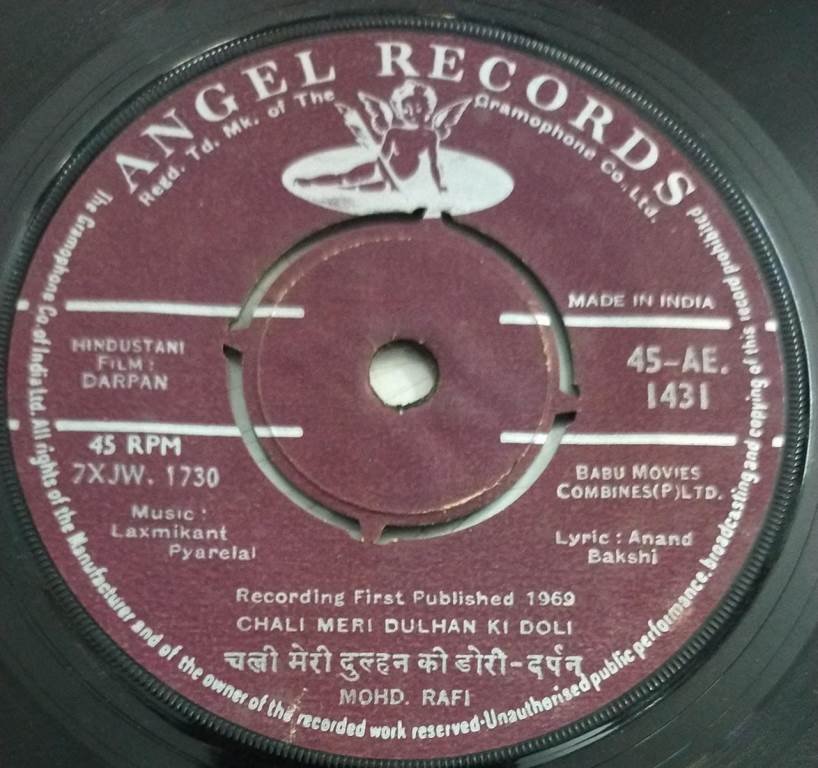 ANGEL RECORDS
Regd. Td. Mk. of The Gramophone Co., Ltd.
MADE IN INDIA
HINDUSTANI
FILM :
DARPAN
45-AE.
1431
45 RPM
7XJW. 1730
BABU MOVIES
COMBINES(P)LTD.
Music :
Laxmikant
Pyarelal
Lyric : Anand
Bakshi
Recording First Published 1969
CHALI MERI DULHAN KI DOLI
चली मेरी दुल्हन की डोरी-दर्पन
MOHD. RAFI
The Gramophone Co. of India Ltd. All rights of the Manufacturer and of the owner of the recorded work reserved-Unauthorised public performance, broadcasting and copying of this record prohibited